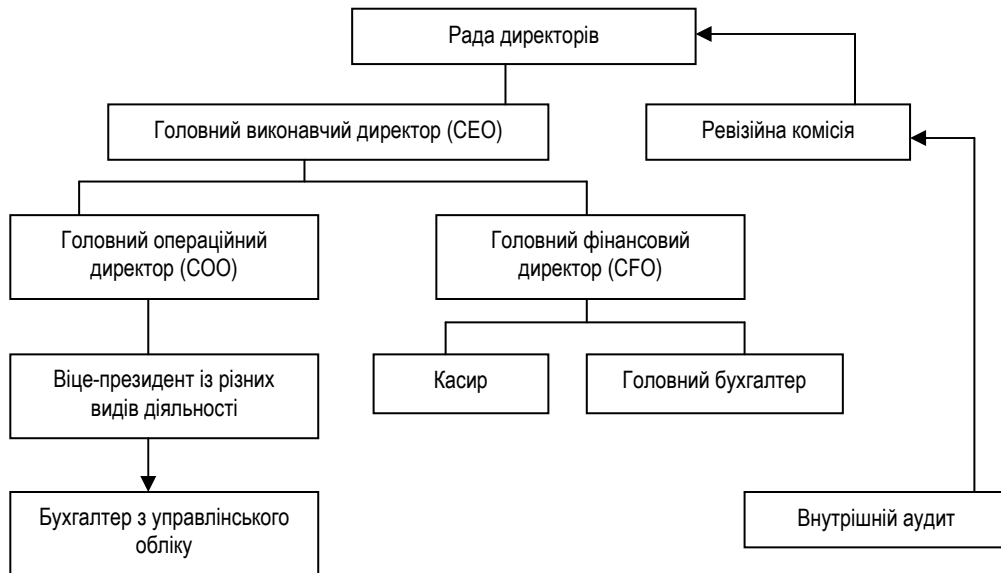 Рада директорів
Головний виконавчий директор (CEO)
Ревізійна комісія
Головний операційний
директор (COO)
Головний фінансовий
директор (CFO)
Віце-президент із різних
видів діяльності
Касир
Головний бухгалтер
Бухгалтер з управлінського
обліку
Внутрішній аудит